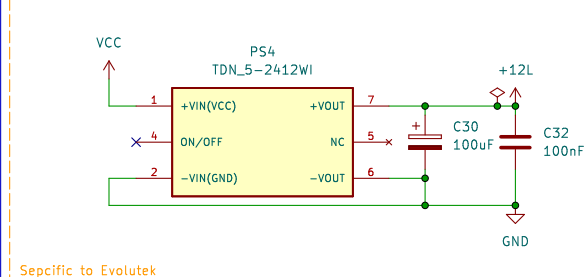 VCC
PS4
TDN_5-2412WI
+12L
1 +VIN(VCC) +VOUT 7
4 ON/OFF NC 5
2 -VIN(GND) -VOUT 6
+ C30
100uF
C32
100nF
GND
Sepcific to Evolutek